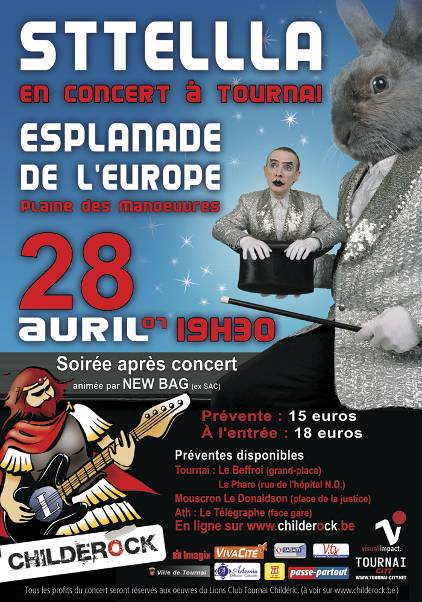 STTELLLA
EN CONCERT À TOURNAI
ESPLANADE
DE L'EUROPE
Plaine des Manoeuvres
28
AVRIL 07 19H30
Soirée après concert
animée par NEW BAG (ex SAC)
Prévente : 15 euros
À l'entrée : 18 euros
Préventes disponibles
Tournai : Le Beffroi (grand-place)
Le Phare (rue de l'hôpital N.D.)
Mouscron Le Donaldson (place de la justice)
Ath : Le Télégraphe (face gare)
En ligne sur www.childerock.be
L
CHILDEROCK
visualimpact.
TOURNAI
CITY
WWW.TOURNAI-CITY.NET
Imagix
VIVACITÉ
Ville de Tournai
Artémis
passe-partout
Tous les profits du concert seront réservés aux oeuvres du Lions Club Tournai Childéric. (à voir sur www.childerock.be)